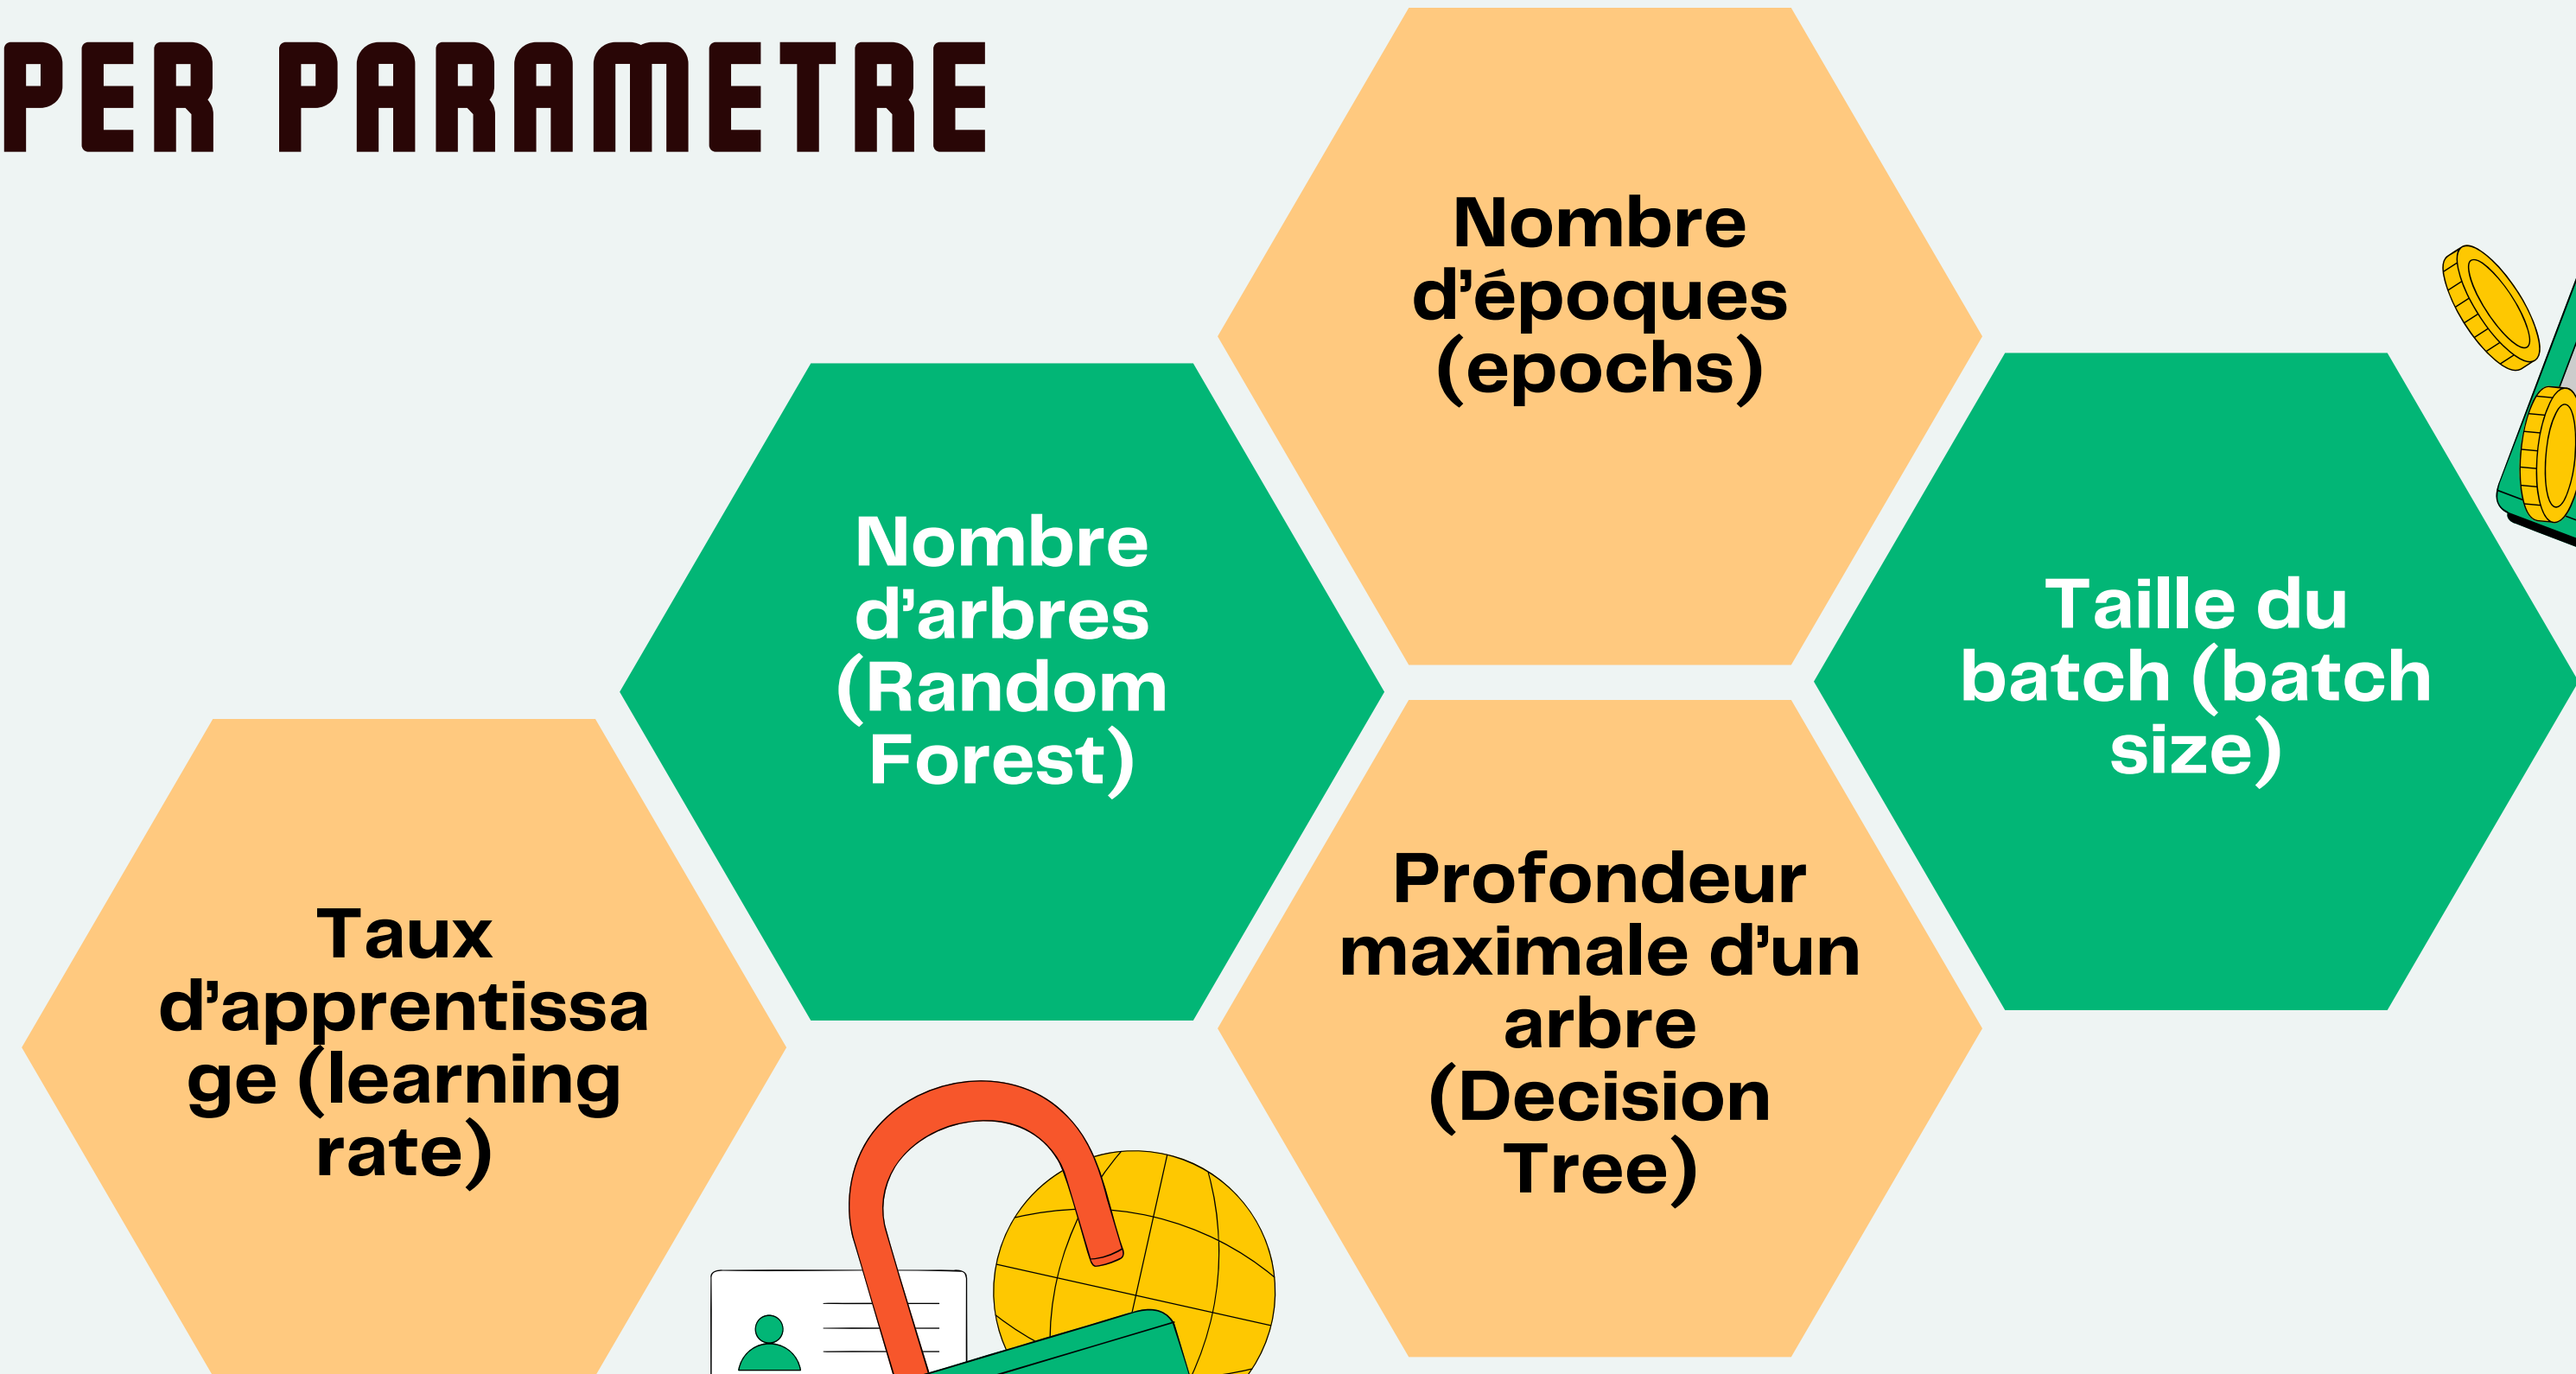 PER PARAMETRE
Nombre
d’époques
(epochs)
Nombre
d’arbres
(Random
Forest)
Taille du
batch (batch
size)
Profondeur
maximale d’un
arbre
(Decision
Tree)
Taux
d’apprentissa
ge (learning
rate)